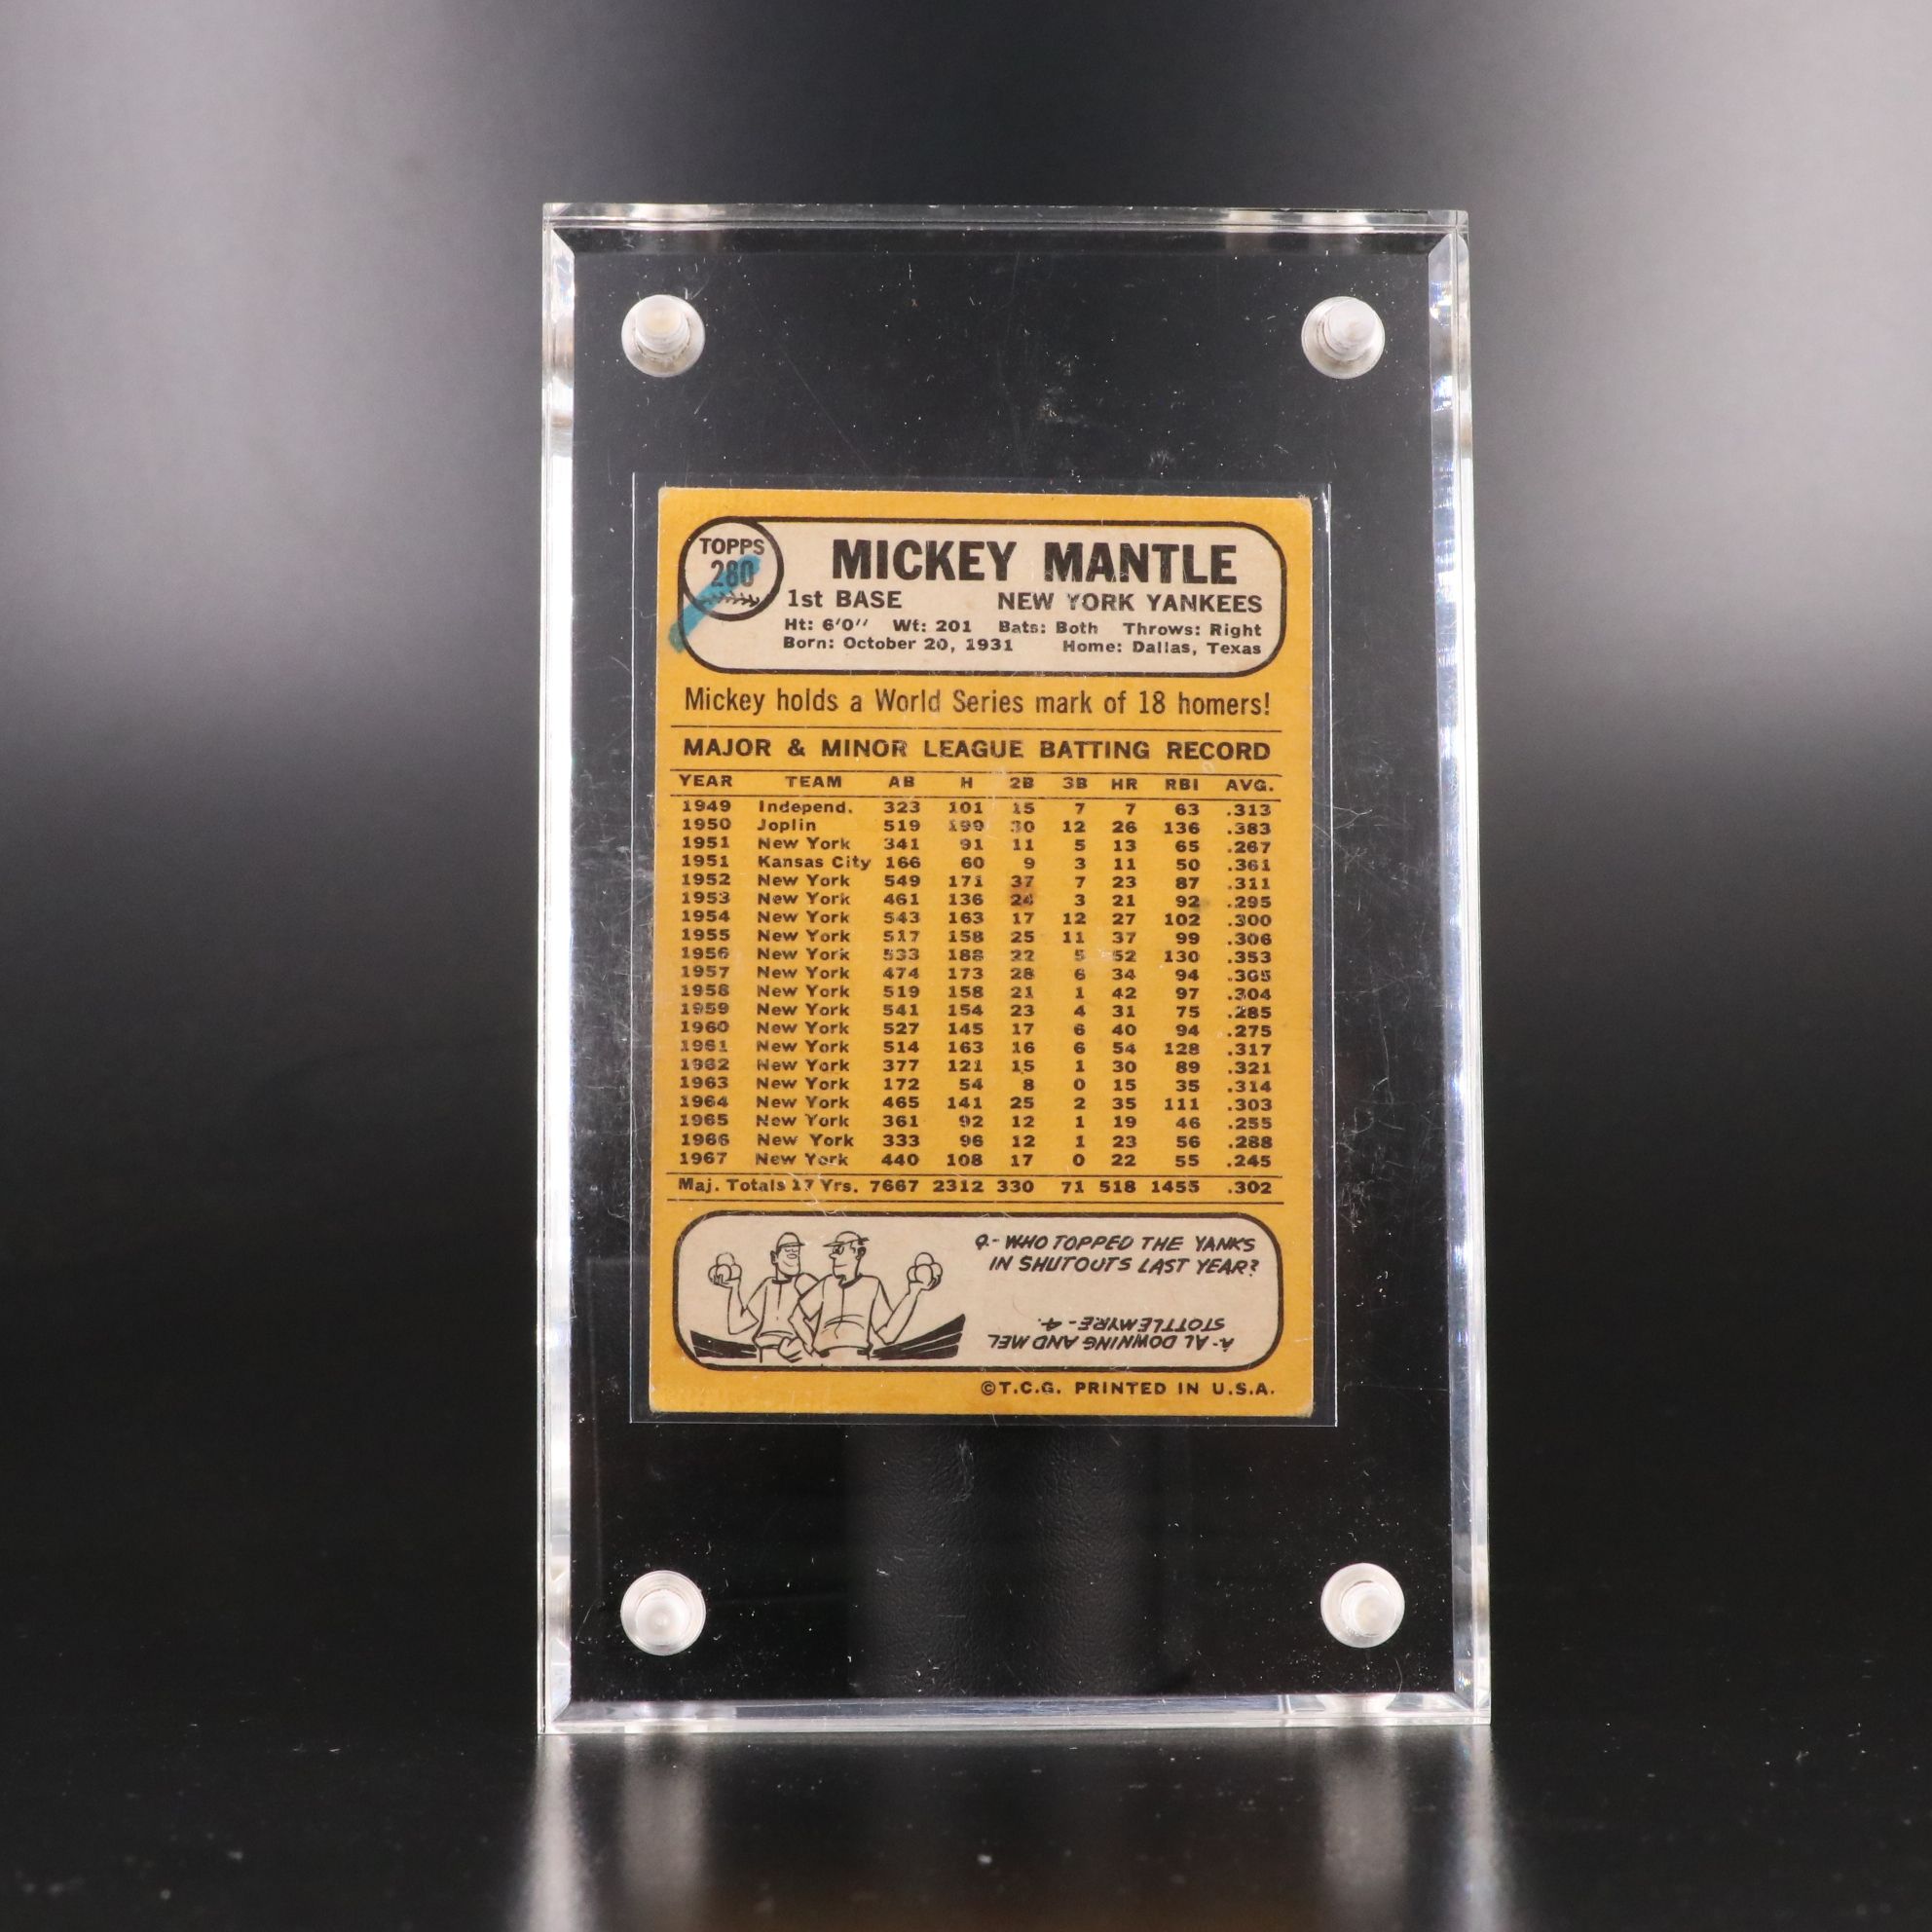 TOPPS
280
MICKEY MANTLE
1st BASE NEW YORK YANKEES
Ht: 6'0" Wt: 201 Bats: Both Throws: Right
Born: October 20, 1931 Home: Dallas, Texas
Mickey holds a World Series mark of 18 homers!
MAJOR & MINOR LEAGUE BATTING RECORD
YEAR TEAM AB H 2B 3B HR RBI AVG.
1949 Independ. 323 101 15 7 7 63 .313
1950 Joplin 519 199 30 12 26 136 .383
1951 New York 341 91 11 5 13 65 .267
1951 Kansas City 166 60 9 3 11 50 .361
1952 New York 549 171 37 7 23 87 .311
1953 New York 461 136 24 3 21 92 .295
1954 New York 543 163 17 12 27 102 .300
1955 New York 517 158 25 11 37 99 .306
1956 New York 533 188 22 5 52 130 .353
1957 New York 474 173 28 6 34 94 .365
1958 New York 519 158 21 1 42 97 .304
1959 New York 541 154 23 4 31 75 .285
1960 New York 527 145 17 6 40 94 .275
1961 New York 514 163 16 6 54 128 .317
1962 New York 377 121 15 1 30 89 .321
1963 New York 172 54 8 0 15 35 .314
1964 New York 465 141 25 2 35 111 .303
1965 New York 361 92 12 1 19 46 .255
1966 New York 333 96 12 1 23 56 .288
1967 New York 440 108 17 0 22 55 .245
Maj. Totals 17 Yrs. 7667 2312 330 71 518 1455 .302
Q.- WHO TOPPED THE YANKS
IN SHUTOUTS LAST YEAR?
A- AL DOWNING AND MEL
STOTTLEMYRE - 4.
©T.C.G. PRINTED IN U.S.A.